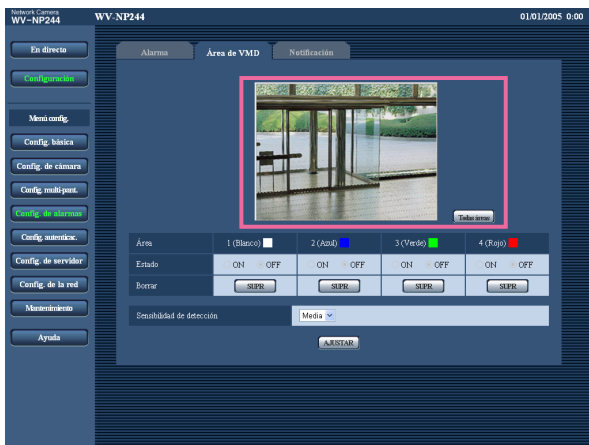 Network Camera
WV-NP244
WV-NP244
01/01/2005 0:00
En directo
Configuración
Menú config.
Config. básica
Config. de cámara
Config. multi-pant.
Config. de alarmas
Config. autenticac.
Config. de servidor
Config. de la red
Mantenimiento
Ayuda
Alarma Área de VMD Notificación
Todas áreas
Área 1 (Blanco) 2 (Azul) 3 (Verde) 4 (Rojo)
Estado ON OFF ON OFF ON OFF ON OFF
Borrar SUPR SUPR SUPR SUPR
Sensibilidad de detección Media
AJUSTAR